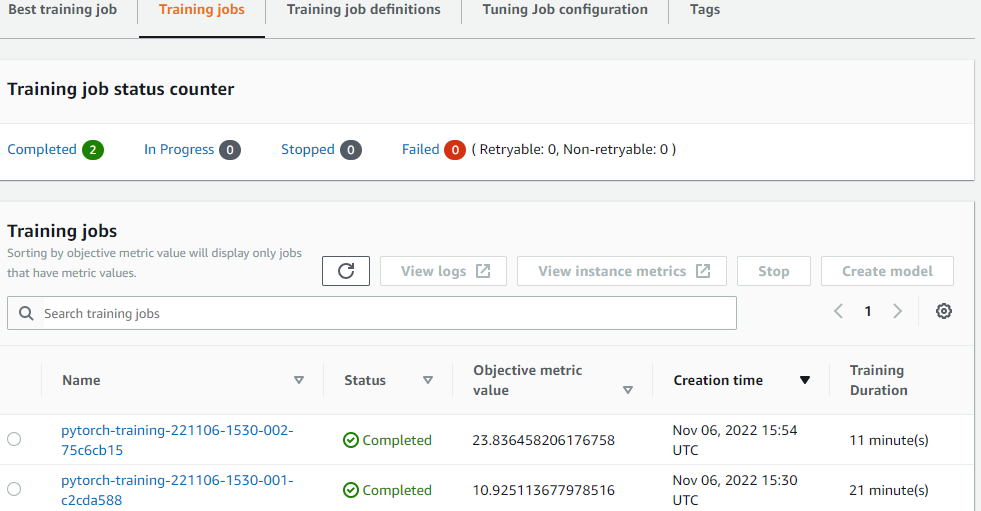 Best training job Training jobs Training job definitions Tuning Job configuration Tags
Training job status counter
Completed 2 In Progress 0 Stopped 0 Failed 0 ( Retryable: 0, Non-retryable: 0 )
Training jobs
Sorting by objective metric value will display only jobs
that have metric values.
View logs View instance metrics Stop Create model
Search training jobs
1
Name Status Objective metric value Creation time Training Duration
pytorch-training-221106-1530-002-
75c6cb15
Completed 23.836458206176758 Nov 06, 2022 15:54
UTC
11 minute(s)
pytorch-training-221106-1530-001-
c2cda588
Completed 10.925113677978516 Nov 06, 2022 15:30
UTC
21 minute(s)